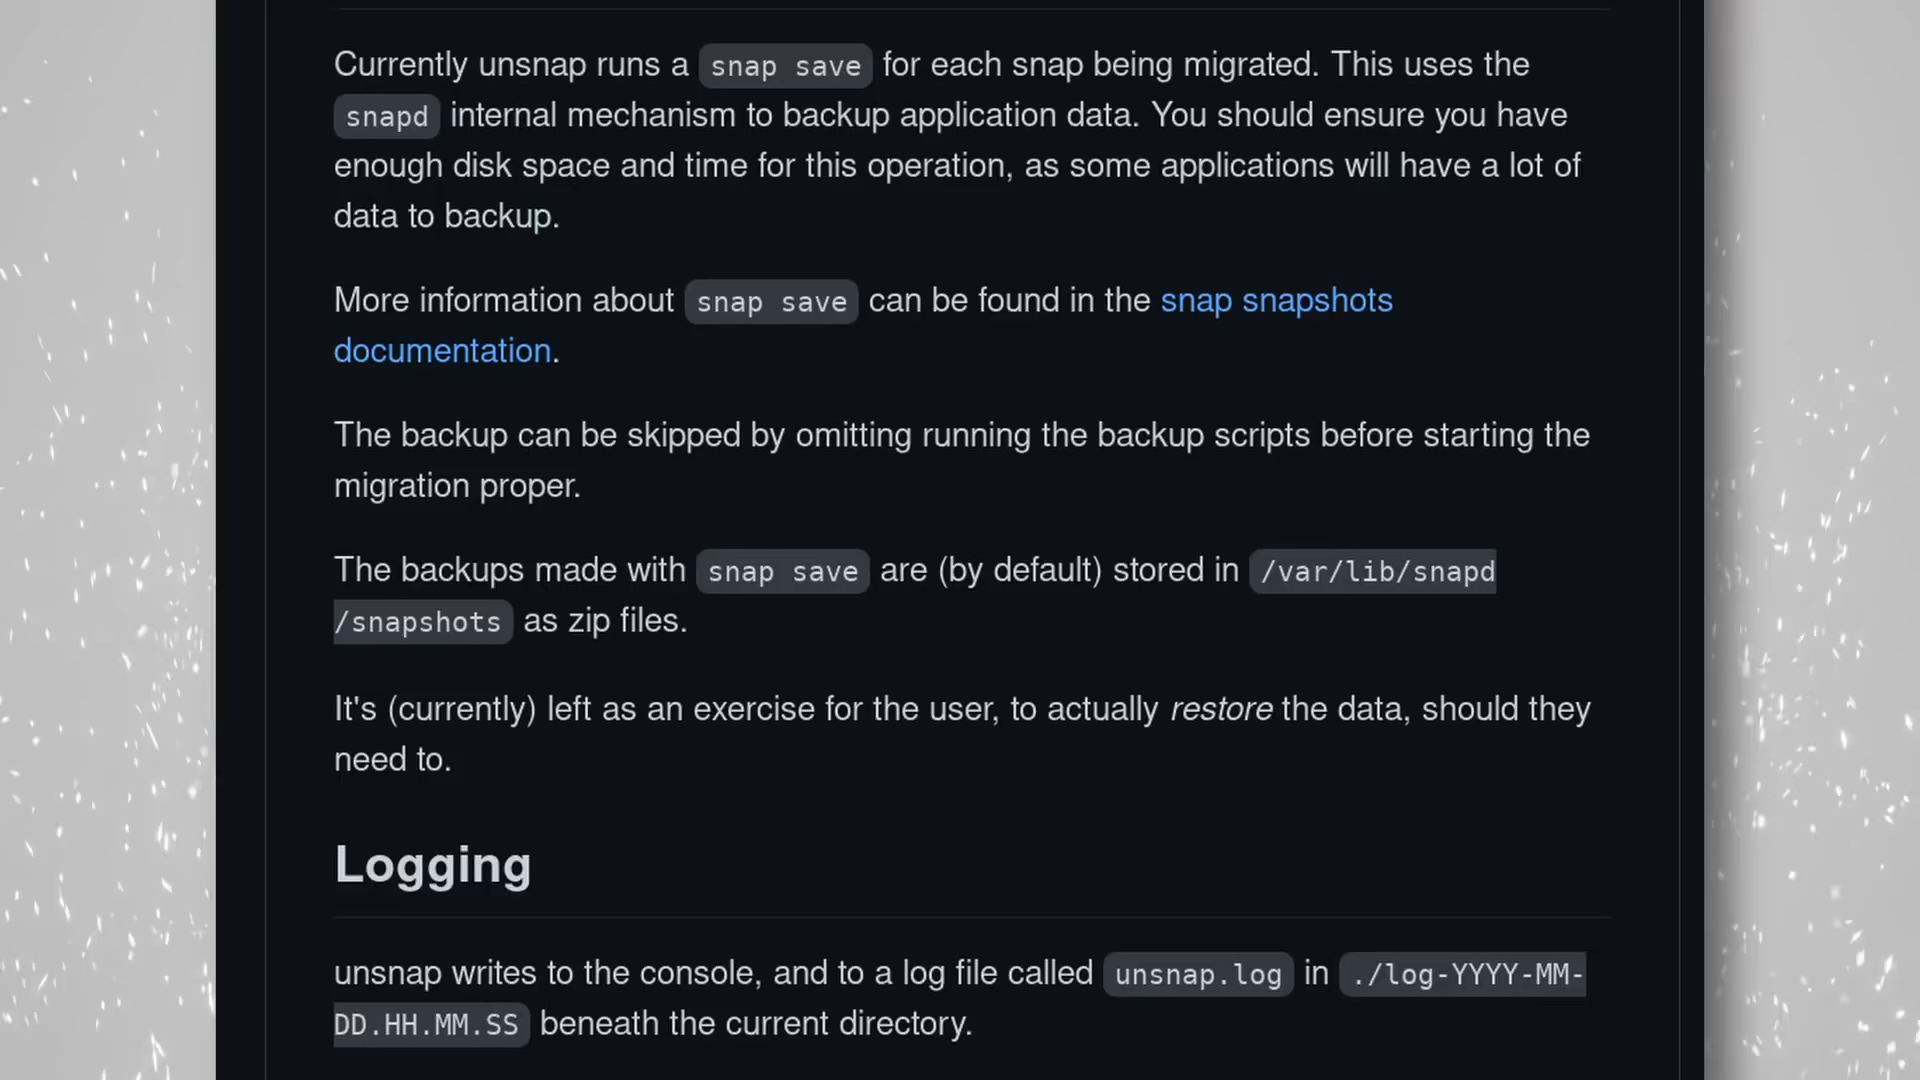 Currently unsnap runs a snap save for each snap being migrated. This uses the
snapd internal mechanism to backup application data. You should ensure you have
enough disk space and time for this operation, as some applications will have a lot of
data to backup.
More information about snap save can be found in the snap snapshots
documentation.
The backup can be skipped by omitting running the backup scripts before starting the
migration proper.
The backups made with snap save are (by default) stored in /var/lib/snapd
/snapshots as zip files.
It's (currently) left as an exercise for the user, to actually restore the data, should they
need to.
Logging
unsnap writes to the console, and to a log file called unsnap.log in ./log-YYYY-MM-
DD.HH.MM.SS beneath the current directory.